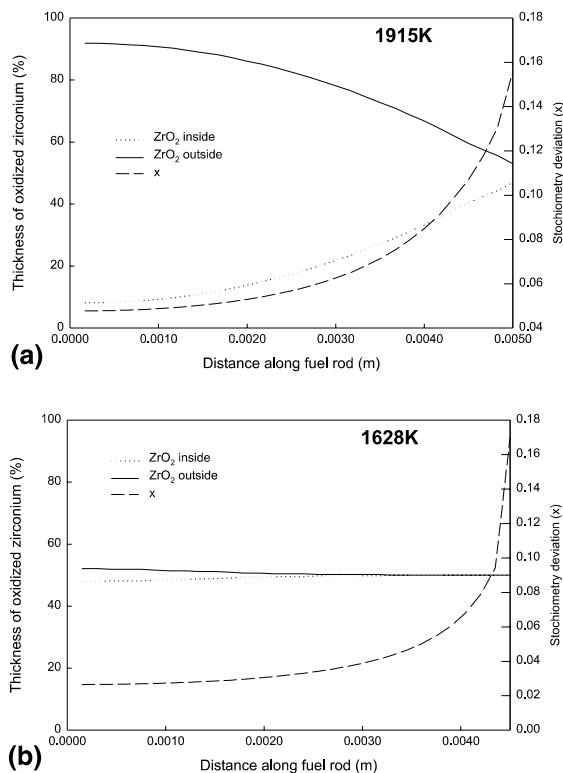 1915K
Thickness of oxidized zirconium (%)
100
80
60
40
20
0
ZrO2 inside
ZrO2 outside
x
0.18
0.16
0.14
0.12
0.10
0.08
0.06
0.04
Stochiometry deviation (x)
0.0000 0.0010 0.0020 0.0030 0.0040 0.0050
Distance along fuel rod (m)
(a)
1628K
Thickness of oxidized zirconium (%)
100
80
60
40
20
0
ZrO2 inside
ZrO2 outside
x
0.18
0.16
0.14
0.12
0.10
0.08
0.06
0.04
0.02
0.00
Stochiometry deviation (x)
0.0000 0.0010 0.0020 0.0030 0.0040
Distance along fuel rod (m)
(b)